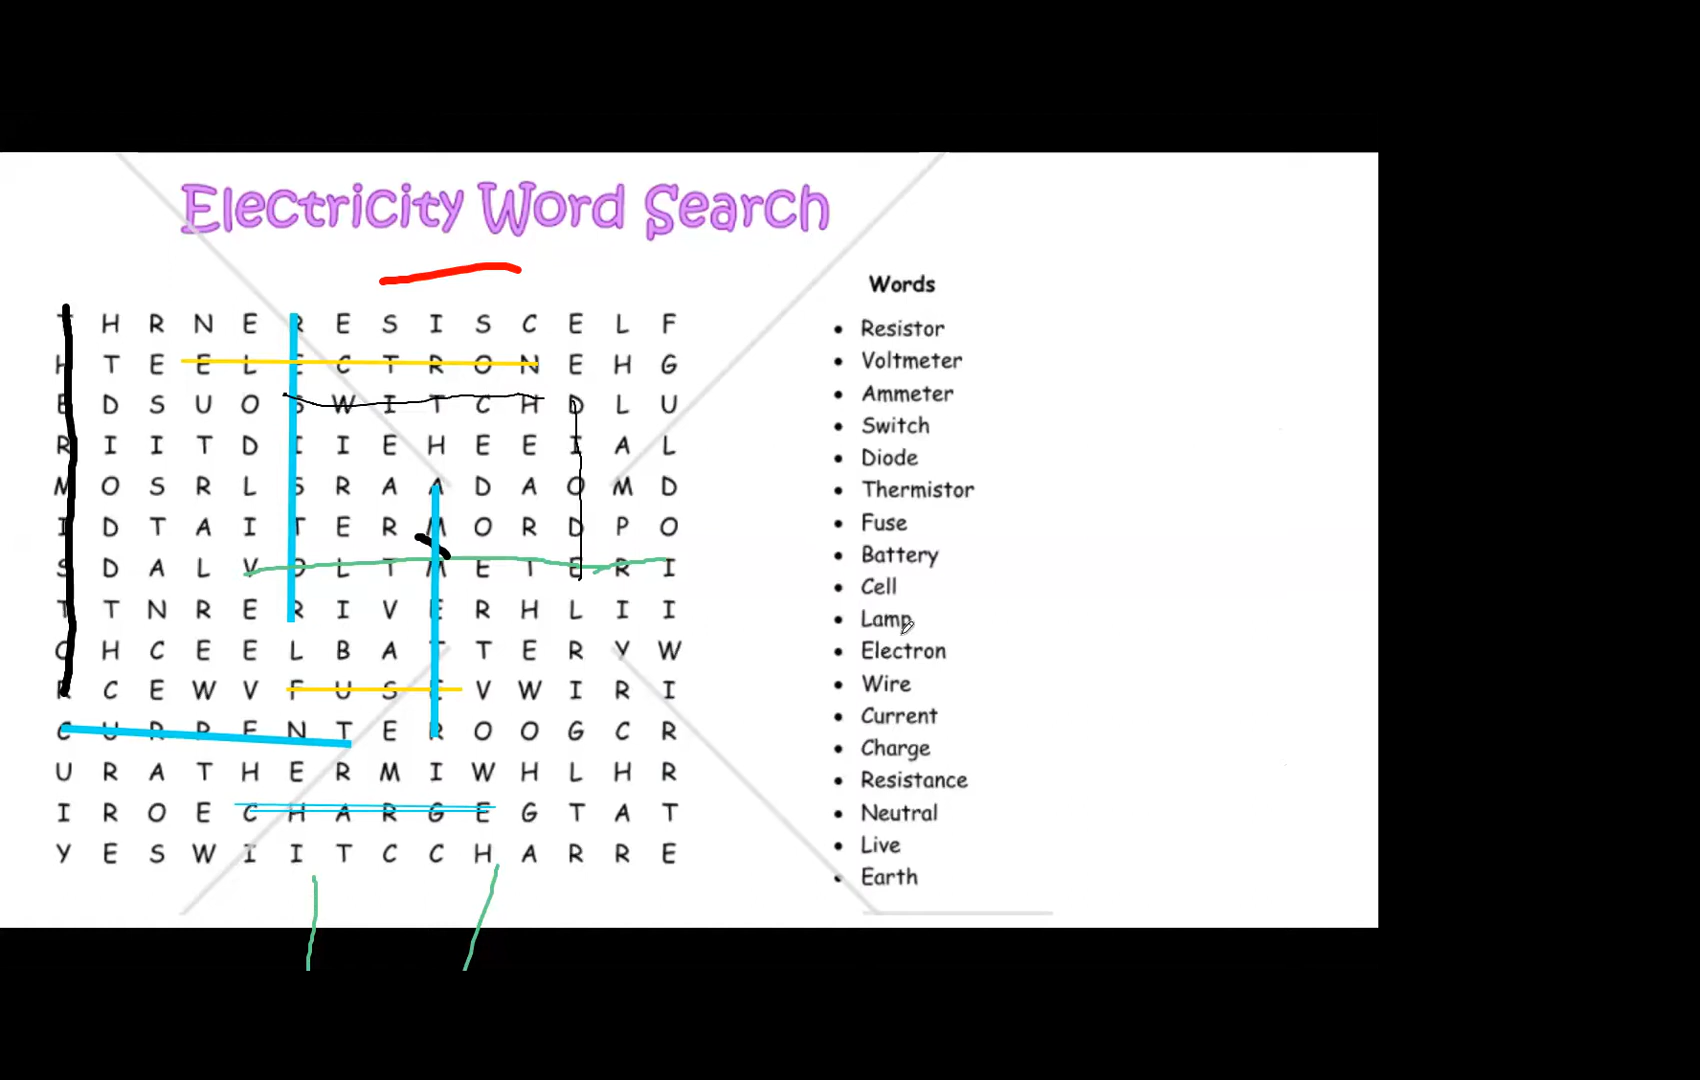 Electricity Word Search
Words
T H R N E R E S I S C E L F
H T E E L E C T R O N E H G
E D S U O S W I T C H D L U
R I I T D I I E H E E I A L
M O S R L S R A A D A O M D
I D T A I T E R M O R D P O
S D A L V O L T M E T E R I
T T N R E R I V E R H L I I
O H C E E L B A T T E R Y W
R C E W V F U S E V W I R I
C U R R E N T E R O O G C R
U R A T H E R M I W H L H R
I R O E C H A R G E G T A T
Y E S W I I T C C H A R R E
• Resistor
• Voltmeter
• Ammeter
• Switch
• Diode
• Thermistor
• Fuse
• Battery
• Cell
• Lamp
• Electron
• Wire
• Current
• Charge
• Resistance
• Neutral
• Live
• Earth